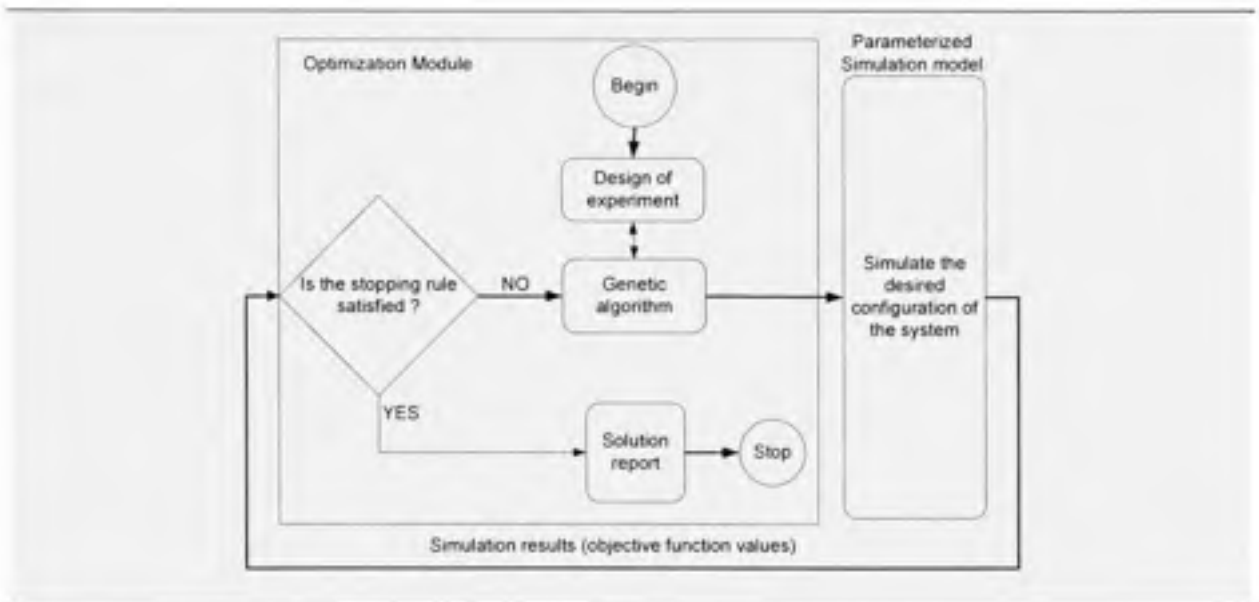 Optimization Module
Begin
Parameterized
Simulation model
Design of
experiment
Is the stopping rule
satisfied ?
NO
Genetic
algorithm
Simulate the
desired
configuration of
the system
YES
Solution
report
Stop
Simulation results (objective function values)